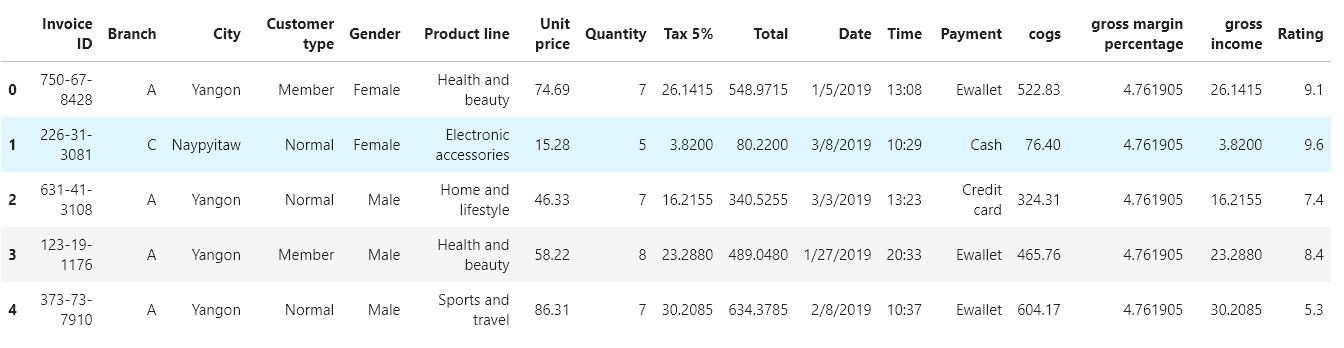 Invoice ID Branch City Customer type Gender Product line Unit price Quantity Tax 5% Total Date Time Payment cogs gross margin percentage gross income Rating
0 750-67-8428 A Yangon Member Female Health and beauty 74.69 7 26.1415 548.9715 1/5/2019 13:08 Ewallet 522.83 4.761905 26.1415 9.1
1 226-31-3081 C Naypyitaw Normal Female Electronic accessories 15.28 5 3.8200 80.2200 3/8/2019 10:29 Cash 76.40 4.761905 3.8200 9.6
2 631-41-3108 A Yangon Normal Male Home and lifestyle 46.33 7 16.2155 340.5255 3/3/2019 13:23 Credit card 324.31 4.761905 16.2155 7.4
3 123-19-1176 A Yangon Member Male Health and beauty 58.22 8 23.2880 489.0480 1/27/2019 20:33 Ewallet 465.76 4.761905 23.2880 8.4
4 373-73-7910 A Yangon Normal Male Sports and travel 86.31 7 30.2085 634.3785 2/8/2019 10:37 Ewallet 604.17 4.761905 30.2085 5.3